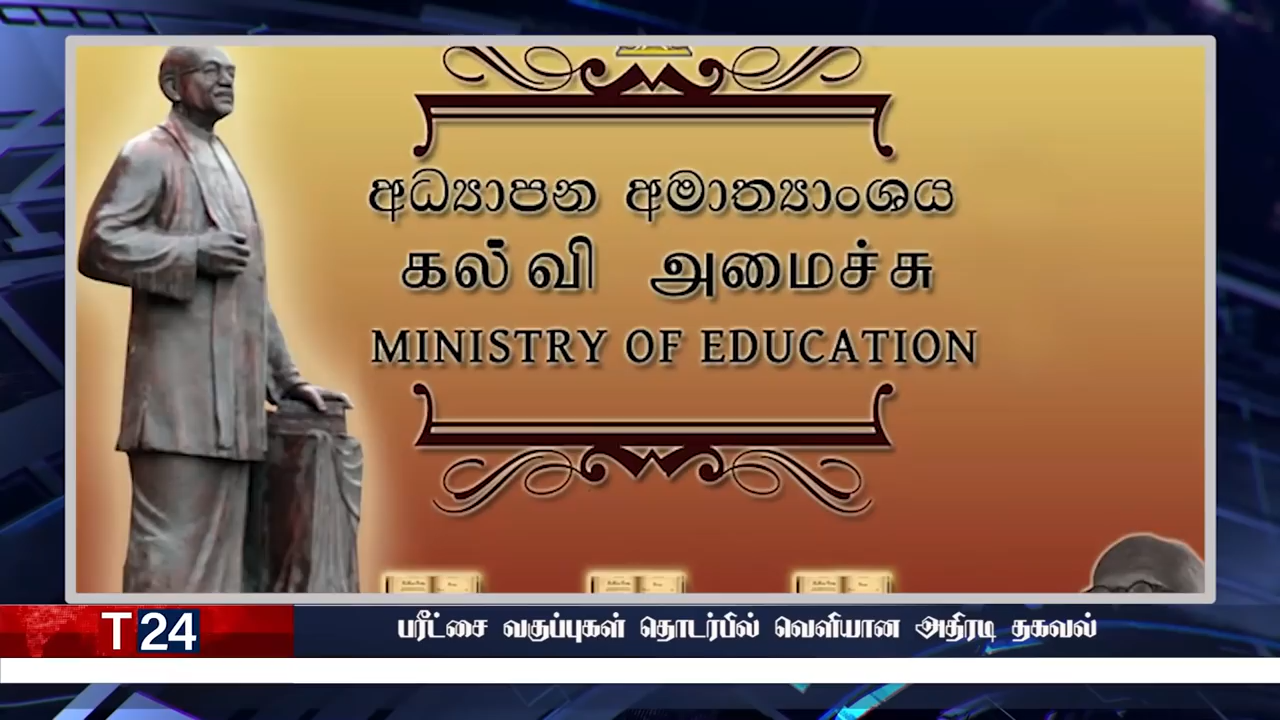 අධ්‍යාපන අමාත්‍යාංශය
கல்வி அமைச்சு
MINISTRY OF EDUCATION
T24
பரீட்சை வகுப்புகள் தொடர்பில் வெளியான அதிரடி தகவல்